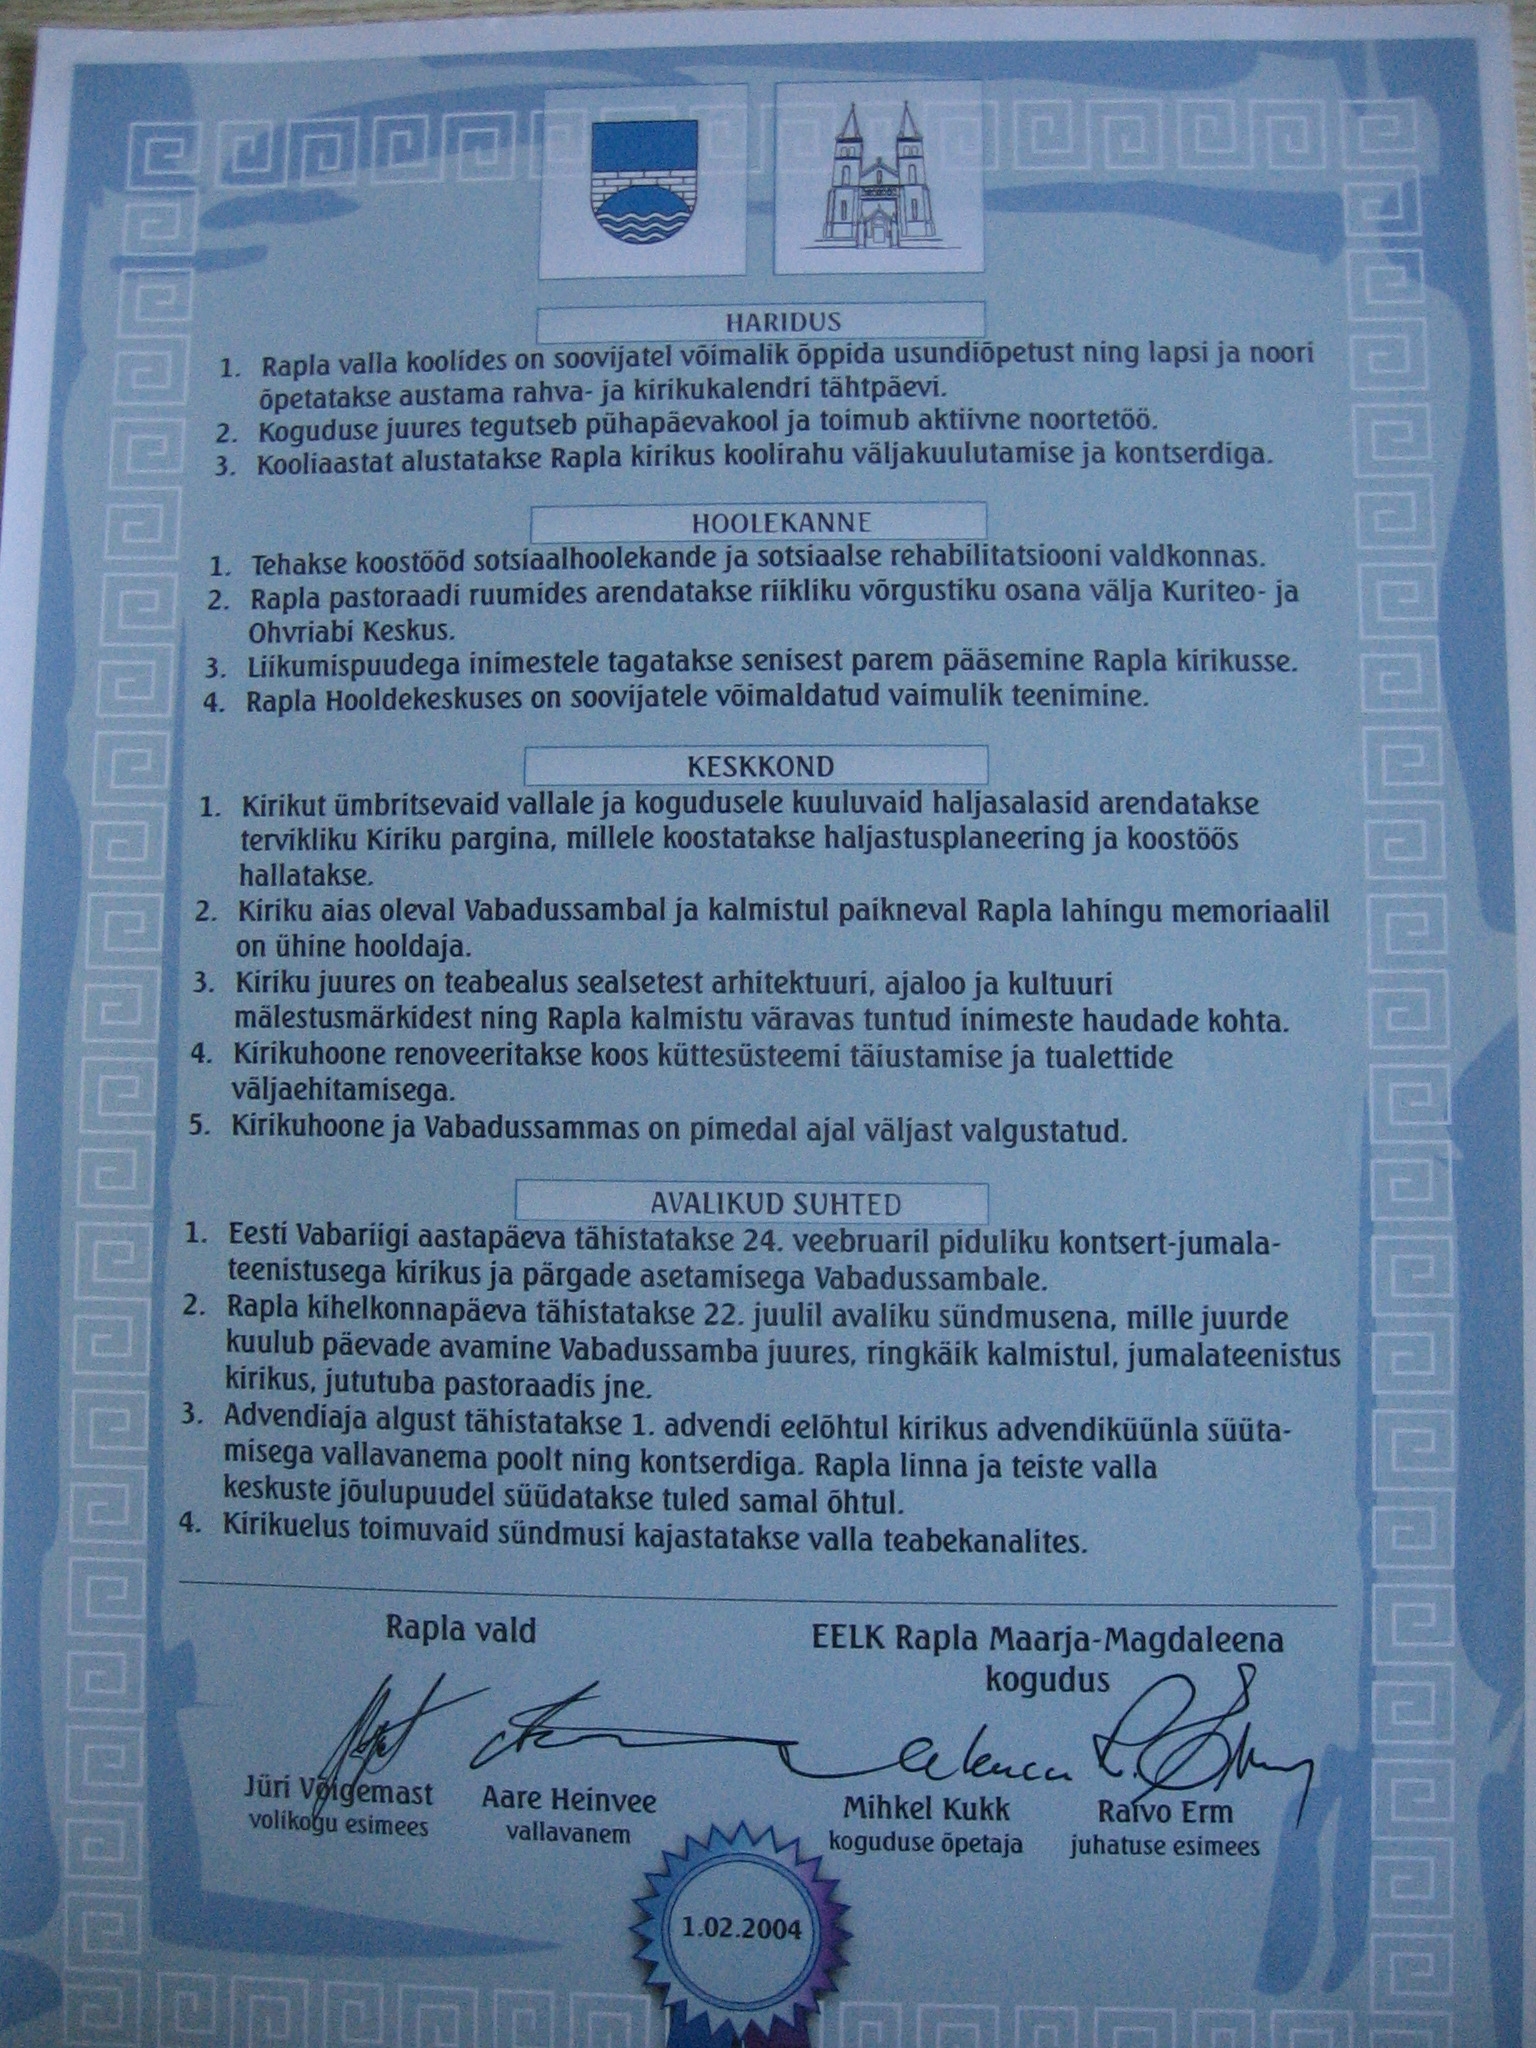 HARIDUS
1. Rapla valla koolides on soovijatel võimalik õppida usundiõpetust ning lapsi ja noori
õpetatakse austama rahva- ja kirikukalendri tähtpäevi.
2. Koguduse juures tegutseb pühapäevakool ja toimub aktiivne noortetöö.
3. Kooliaastat alustatakse Rapla kirikus koolirahu väljakuulutamise ja kontserdiga.
HOOLEKANNE
1. Tehakse koostööd sotsiaalhoolekande ja sotsiaalse rehabilitatsiooni valdkonnas.
2. Rapla pastoraadi ruumides arendatakse riikliku võrgustiku osana välja Kuriteo- ja
Ohvriabi Keskus.
3. Liikumispuudega inimestele tagatakse senisest parem pääsemine Rapla kirikusse.
4. Rapla Hooldekeskuses on soovijatele võimaldatud vaimulik teenimine.
KESKKOND
1. Kirikut ümbritsevaid vallale ja kogudusele kuuluvaid haljasalasid arendatakse
tervikliku Kiriku pargina, millele koostatakse haljastusplaneering ja koostöös
hallatakse.
2. Kiriku aias oleval Vabadussambal ja kalmistul paikneval Rapla lahingu memoriaalil
on ühine hooldaja.
3. Kiriku juures on teabealus sealsetest arhitektuuri, ajaloo ja kultuuri
mälestusmärkidest ning Rapla kalmistu väravas tuntud inimeste haudade kohta.
4. Kirikuhoone renoveeritakse koos küttesüsteemi täiustamise ja tualettide
väljaehitamisega.
5. Kirikuhoone ja Vabadussammas on pimedal ajal väljast valgustatud.
AVALIKUD SUHTED
1. Eesti Vabariigi aastapäeva tähistatakse 24. veebruaril piduliku kontsert-jumala-
teenistusega kirikus ja pärgade asetamisega Vabadussambale.
2. Rapla kihelkonnapäeva tähistatakse 22. juulil avaliku sündmusena, mille juurde
kuulub päevade avamine Vabadussamba juures, ringkäik kalmistul, jumalateenistus
kirikus, jututuba pastoraadis jne.
3. Advendiaja algust tähistatakse 1. advendi eelõhtul kirikus advendiküünla süüta-
misega vallavanema poolt ning kontserdiga. Rapla linna ja teiste valla
keskuste jõulupuudel süüdatakse tuled samal õhtul.
4. Kirikuelus toimuvaid sündmusi kajastatakse valla teabekanalites.
Rapla vald
EELK Rapla Maarja-Magdaleena
kogudus
Jüri Võigemast
volikogu esimees
Aare Heinvee
vallavanem
Mihkel Kukk
koguduse õpetaja
Raivo Erm
juhatuse esimees
1.02.2004